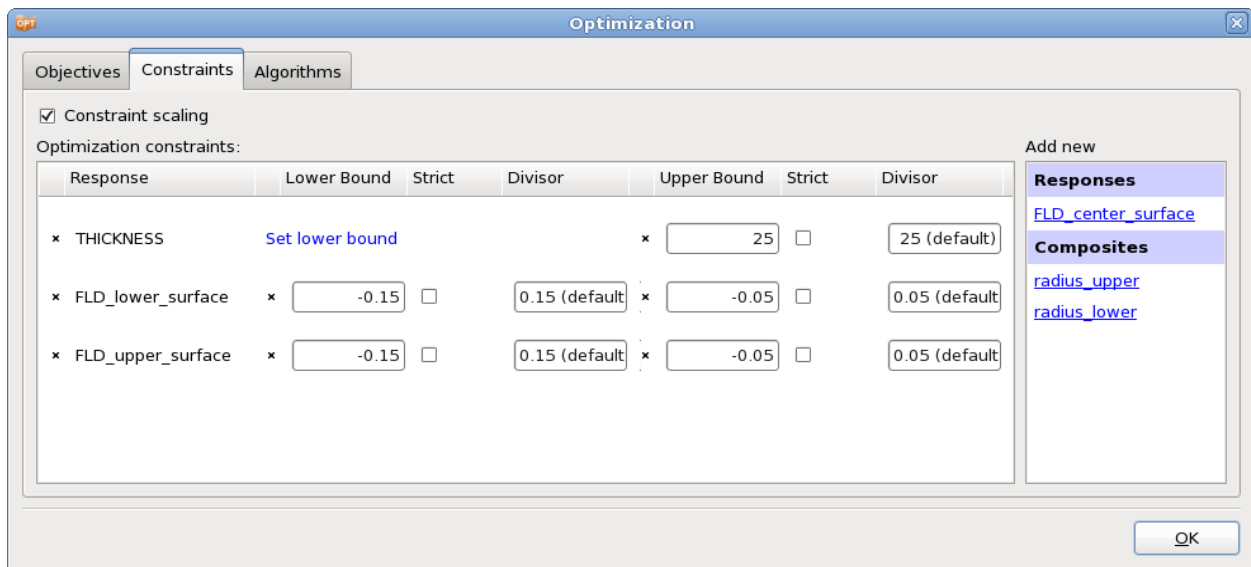 OPT Optimization
Objectives Constraints Algorithms
Constraint scaling
Optimization constraints: Add new
Response Lower Bound Strict Divisor Upper Bound Strict Divisor Responses
FLD_center_surface
THICKNESS Set lower bound 25 25 (default) Composites
radius_upper
FLD_lower_surface -0.15 0.15 (default -0.05 0.05 (default
radius_lower
FLD_upper_surface -0.15 0.15 (default -0.05 0.05 (default
OK